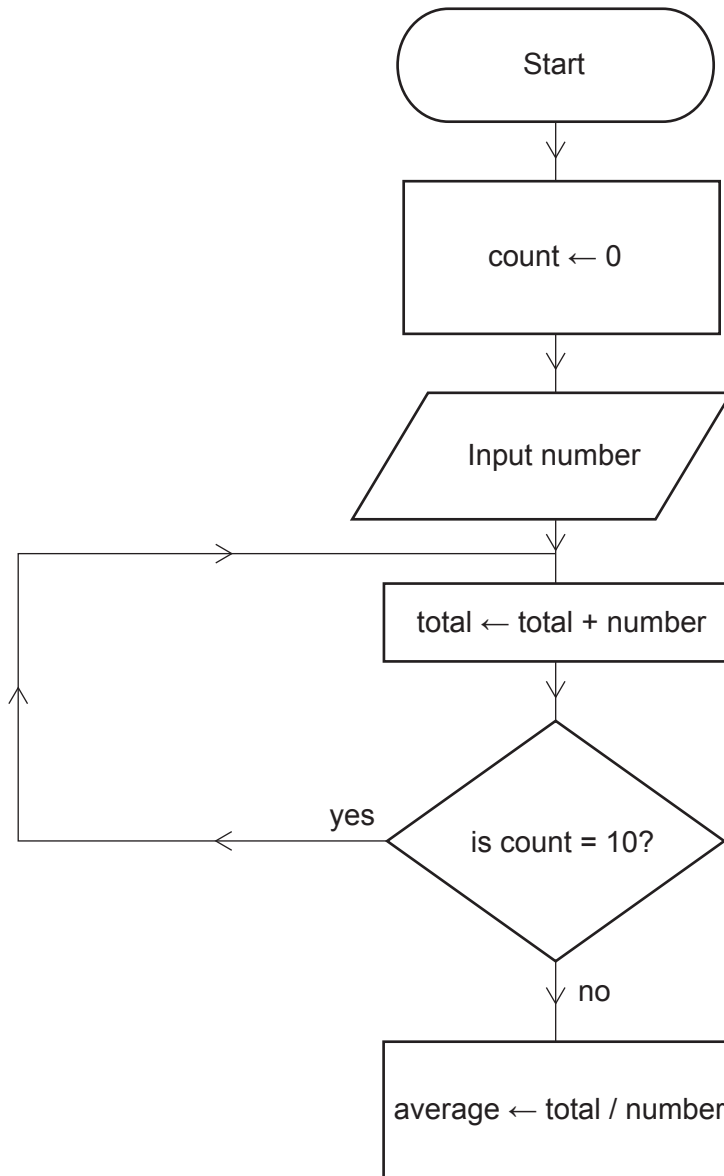 Start
count ← 0
Input number
total ← total + number
yes
is count = 10?
no
average ← total / number